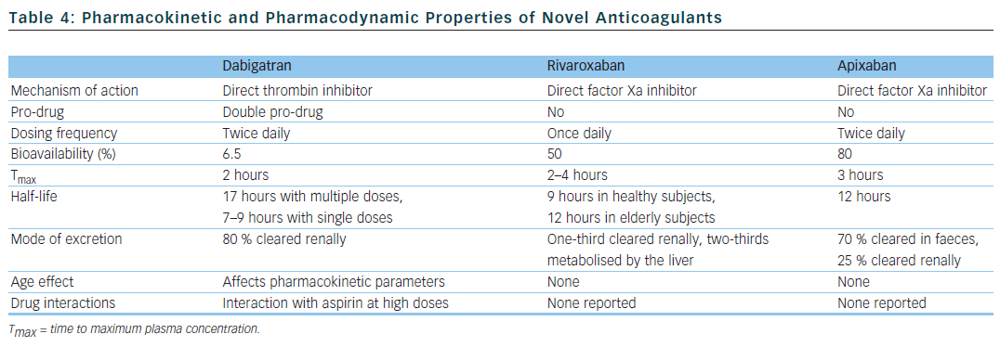 Table 4: Pharmacokinetic and Pharmacodynamic Properties of Novel Anticoagulants
Dabigatran Rivaroxaban Apixaban
Mechanism of action Direct thrombin inhibitor Direct factor Xa inhibitor Direct factor Xa inhibitor
Pro-drug Double pro-drug No No
Dosing frequency Twice daily Once daily Twice daily
Bioavailability (%) 6.5 50 80
Tmax 2 hours 2–4 hours 3 hours
Half-life 17 hours with multiple doses, 9 hours in healthy subjects, 12 hours
7–9 hours with single doses 12 hours in elderly subjects
Mode of excretion 80 % cleared renally One-third cleared renally, two-thirds 70 % cleared in faeces,
metabolised by the liver 25 % cleared renally
Age effect Affects pharmacokinetic parameters None None
Drug interactions Interaction with aspirin at high doses None reported None reported
Tmax = time to maximum plasma concentration.